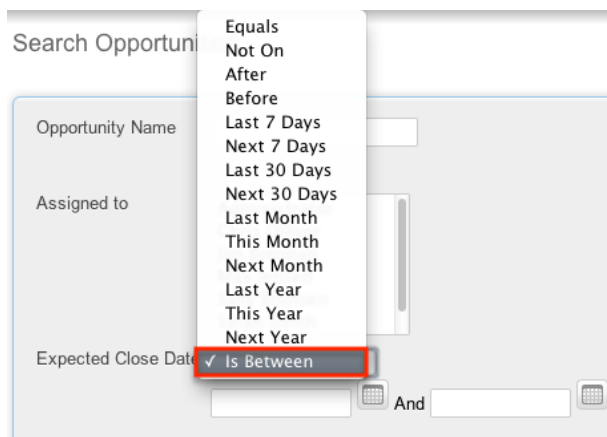 Search Opportuni
Equals
Not On
After
Before
Last 7 Days
Next 7 Days
Last 30 Days
Next 30 Days
Last Month
This Month
Next Month
Last Year
This Year
Next Year
✓ Is Between
Opportunity Name
Assigned to
Expected Close Date
And